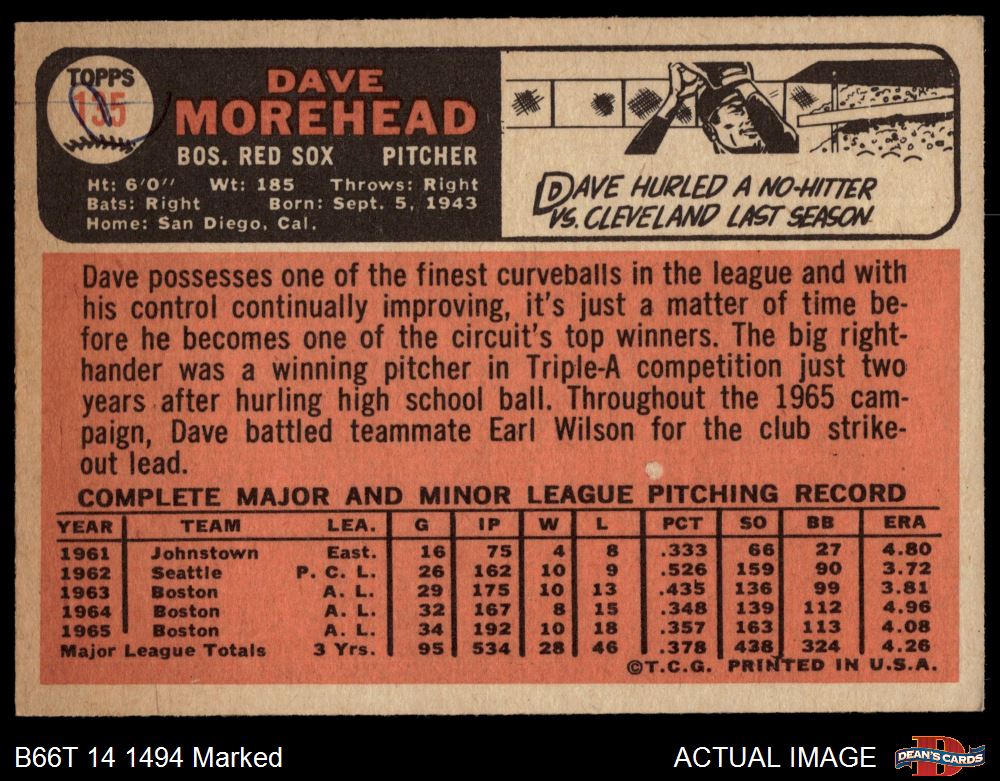 TOPPS
135
DAVE
MOREHEAD
BOS. RED SOX PITCHER
Ht: 6'0" Wt: 185 Throws: Right
Bats: Right Born: Sept. 5, 1943
Home: San Diego, Cal.
DAVE HURLED A NO-HITTER
VS. CLEVELAND LAST SEASON
Dave possesses one of the finest curveballs in the league and with
his control continually improving, it's just a matter of time be-
fore he becomes one of the circuit's top winners. The big right-
hander was a winning pitcher in Triple-A competition just two
years after hurling high school ball. Throughout the 1965 cam-
paign, Dave battled teammate Earl Wilson for the club strike-
out lead.
COMPLETE MAJOR AND MINOR LEAGUE PITCHING RECORD
YEAR TEAM LEA. G IP W L PCT SO BB ERA
1961 Johnstown East. 16 75 4 8 .333 66 27 4.80
1962 Seattle P. C. L. 26 162 10 9 .526 159 90 3.72
1963 Boston A. L. 29 175 10 13 .435 136 99 3.81
1964 Boston A. L. 32 167 8 15 .348 139 112 4.96
1965 Boston A. L. 34 192 10 18 .357 163 113 4.08
Major League Totals 3 Yrs. 95 534 28 46 .378 438 324 4.26
©T.C.G. PRINTED IN U.S.A.
B66T 14 1494 Marked
ACTUAL IMAGE
D
DEAN'S CARDS